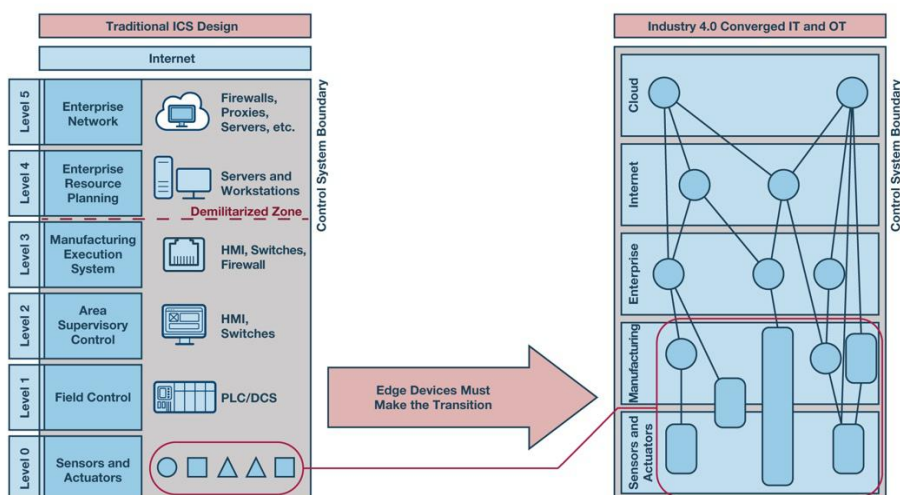 Traditional ICS Design
Internet
Level 5
Enterprise
Network
Firewalls,
Proxies,
Servers, etc.
Level 4
Enterprise
Resource
Planning
Servers and
Workstations
Demilitarized Zone
Level 3
Manufacturing
Execution
System
HMI, Switches,
Firewall
Level 2
Area
Supervisory
Control
HMI,
Switches
Level 1
Field Control
PLC/DCS
Level 0
Sensors and
Actuators
Control System Boundary
Edge Devices Must
Make the Transition
Industry 4.0 Converged IT and OT
Cloud
Internet
Enterprise
Manufacturing
Sensors and
Actuators
Control System Boundary